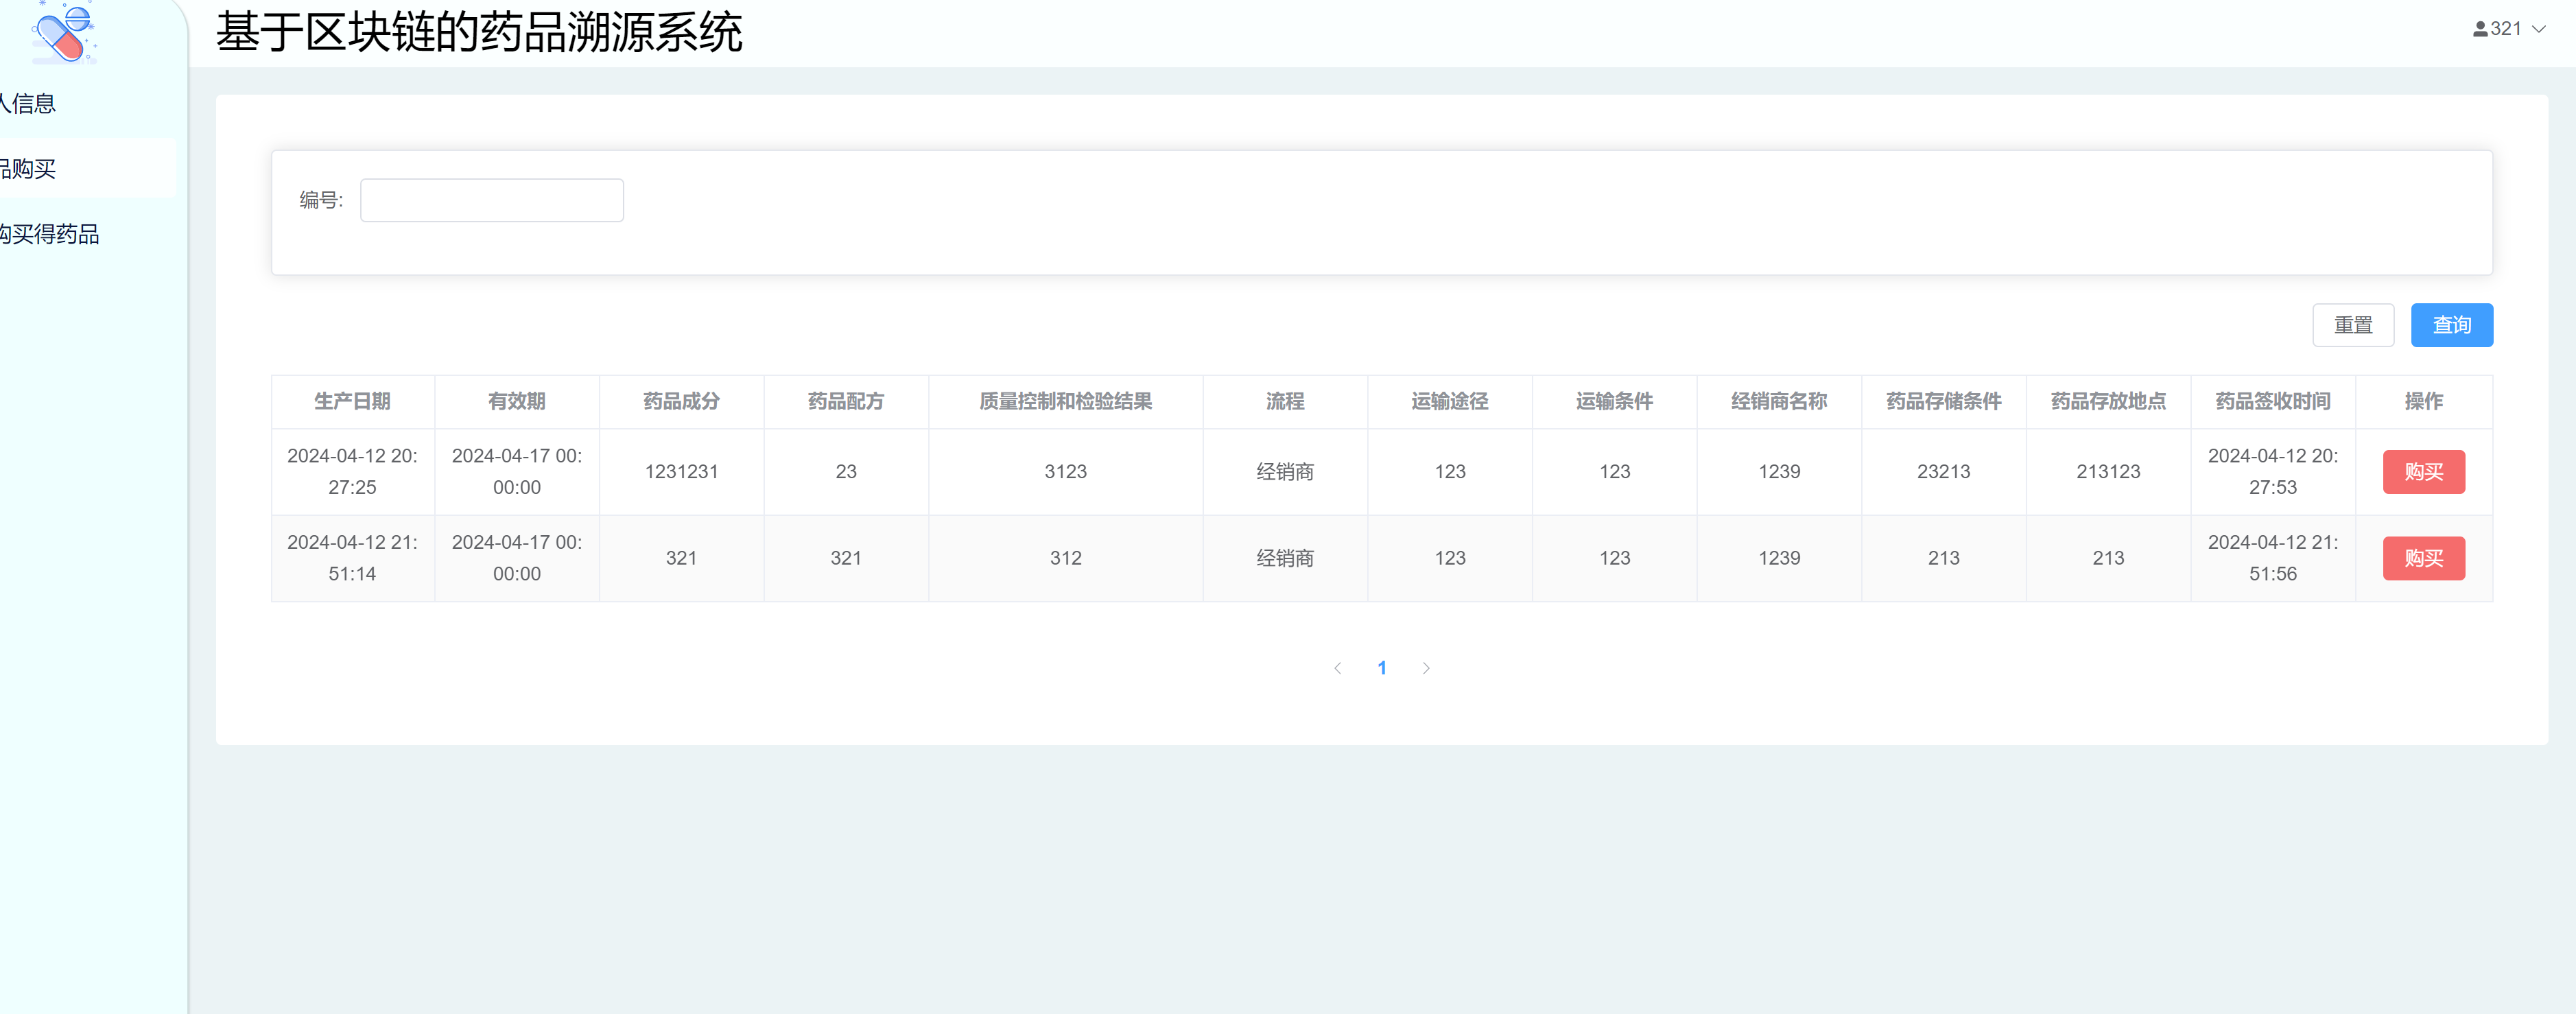 基于区块链的药品溯源系统
321
人信息
品购买
购买得药品
编号:
重置 查询
生产日期 有效期 药品成分 药品配方 质量控制和检验结果 流程 运输途径 运输条件 经销商名称 药品存储条件 药品存放地点 药品签收时间 操作
2024-04-12 20:27:25 2024-04-17 00:00:00 1231231 23 3123 经销商 123 123 1239 23213 213123 2024-04-12 20:27:53 购买
2024-04-12 21:51:14 2024-04-17 00:00:00 321 321 312 经销商 123 123 1239 213 213 2024-04-12 21:51:56 购买
1